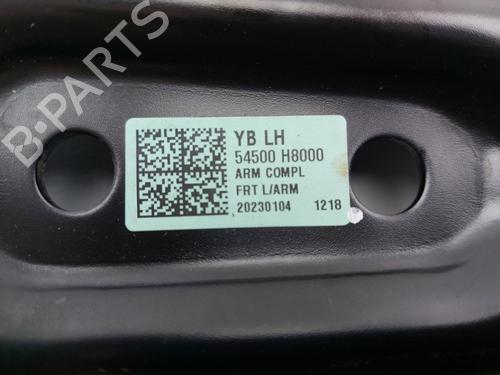 B-PARTS
YB LH
54500 H8000
ARM COMPL
FRT L/ARM
20230104 1218